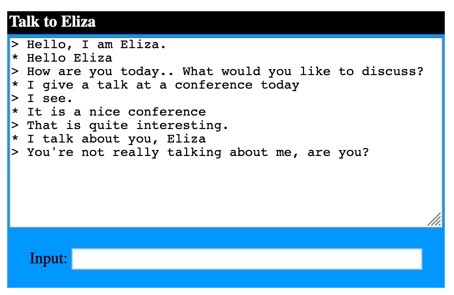 Talk to Eliza
> Hello, I am Eliza.
* Hello Eliza
> How are you today.. What would you like to discuss?
* I give a talk at a conference today
> I see.
* It is a nice conference
> That is quite interesting.
* I talk about you, Eliza
> You're not really talking about me, are you?
Input: